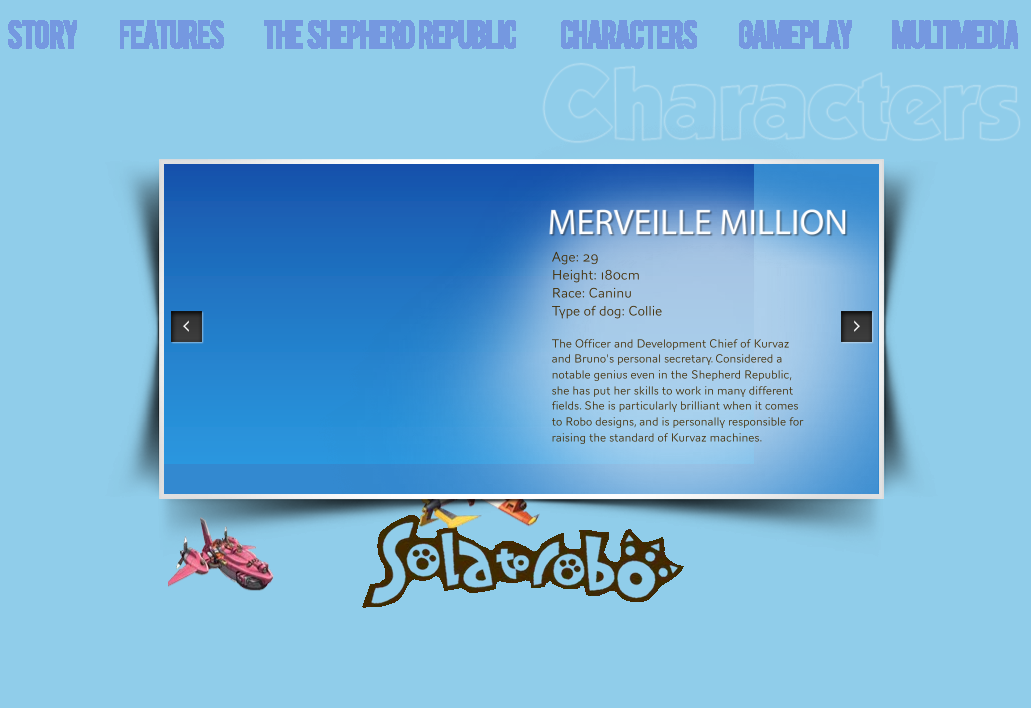 STORY FEATURES THE SHEPHERD REPUBLIC CHARACTERS GAMEPLAY MULTIMEDIA
Characters
MERVEILLE MILLION
Age: 29
Height: 180cm
Race: Caninu
Type of dog: Collie
The Officer and Development Chief of Kurvaz
and Bruno's personal secretary. Considered a
notable genius even in the Shepherd Republic,
she has put her skills to work in many different
fields. She is particularly brilliant when it comes
to Robo designs, and is personally responsible for
raising the standard of Kurvaz machines.
Solatorobo